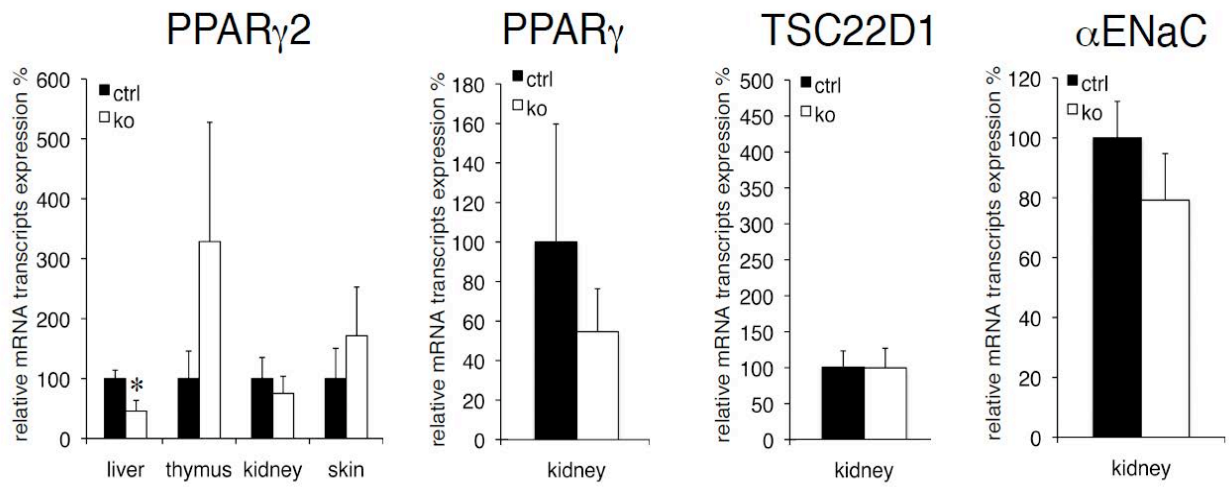 PPARγ2
relative mRNA transcripts expression %
600
500
400
300
200
100
0
ctrl
ko
*
liver thymus kidney skin
PPARγ
relative mRNA transcripts expression %
180
160
140
120
100
80
60
40
20
0
ctrl
ko
kidney
TSC22D1
relative mRNA transcripts expression %
500
450
400
350
300
250
200
150
100
50
0
ctrl
ko
kidney
αENaC
relative mRNA transcripts expression %
120
100
80
60
40
20
0
ctrl
ko
kidney